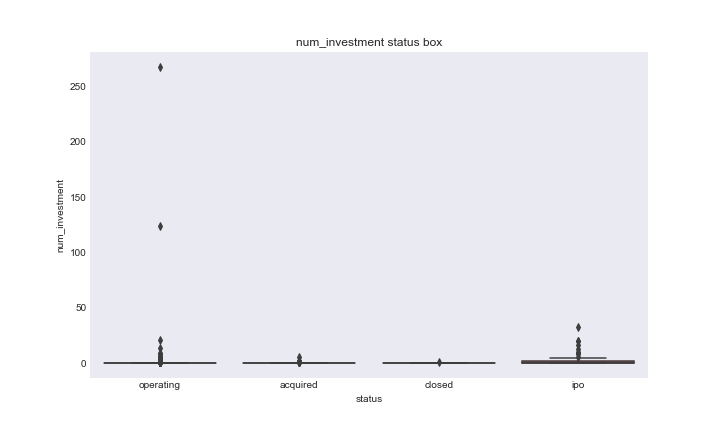 num_investment status box
250
200
150
100
50
0
num_investment
operating acquired closed ipo
status